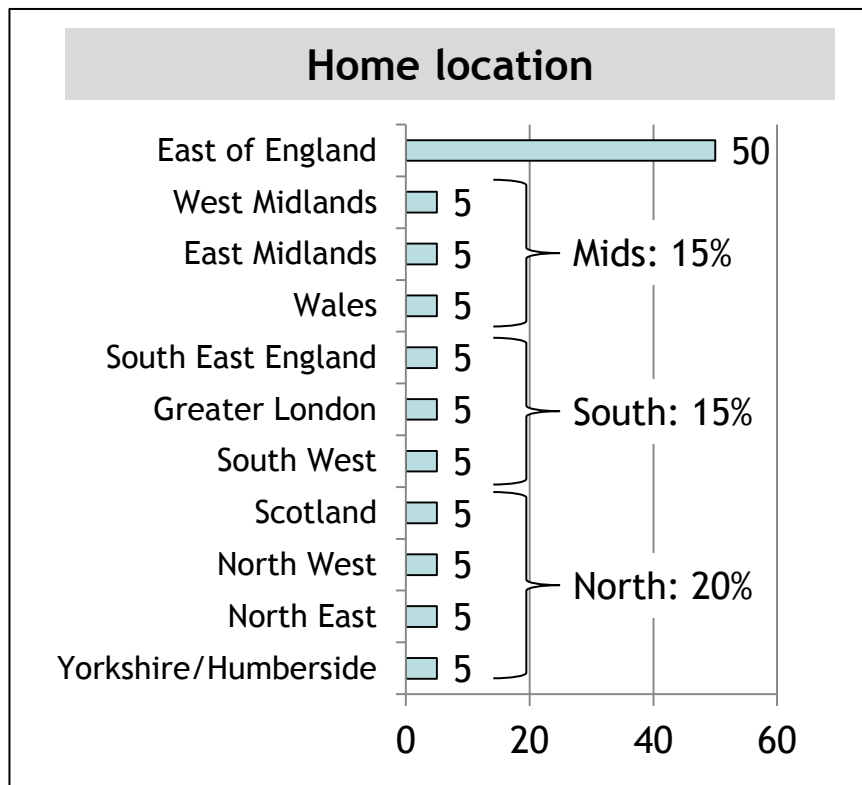 Home location
East of England 50
West Midlands 5
East Midlands 5 Mids: 15%
Wales 5
South East England 5
Greater London 5 South: 15%
South West 5
Scotland 5
North West 5
North: 20%
North East 5
Yorkshire/Humberside 5
0 20 40 60